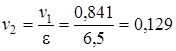 v₂ = v₁/ε = 0,841/6,5 = 0,129